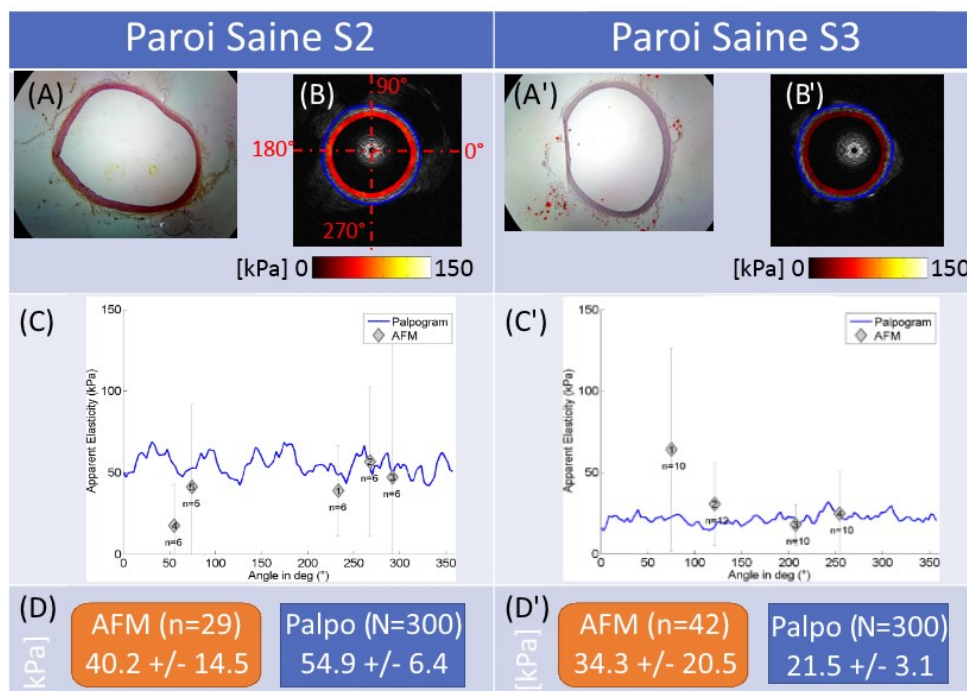 Paroi Saine S2
Paroi Saine S3
(A)
(B)
90°
180°
0°
270°
[kPa] 0 150
(A')
(B')
[kPa] 0 150
(C)
150
100
50
0
Apparent Elasticity (kPa)
Palpogram
AFM
4
n=6
5
n=5
1
n=6
2
n=6
3
n=6
0 50 100 150 200 250 300 350
Angle in deg (°)
(C')
150
100
50
0
Apparent Elasticity (kPa)
Palpogram
AFM
1
n=10
2
n=12
3
n=10
4
n=10
0 50 100 150 200 250 300 350
Angle in deg (°)
(D)
[kPa]
AFM (n=29)
40.2 +/- 14.5
Palpo (N=300)
54.9 +/- 6.4
(D')
[kPa]
AFM (n=42)
34.3 +/- 20.5
Palpo (N=300)
21.5 +/- 3.1